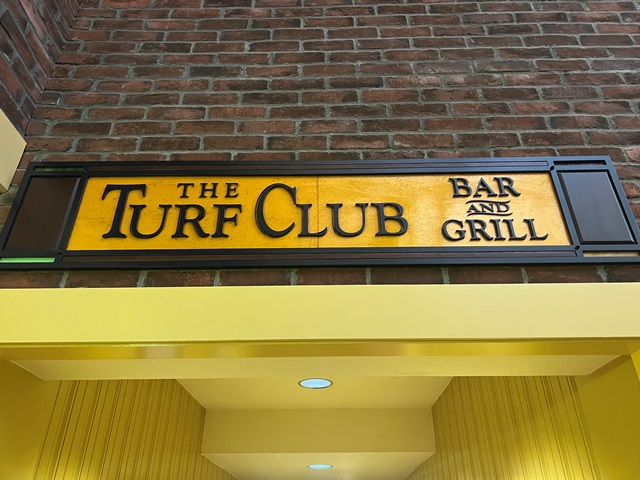 THE
TURF CLUB
BAR
AND
GRILL